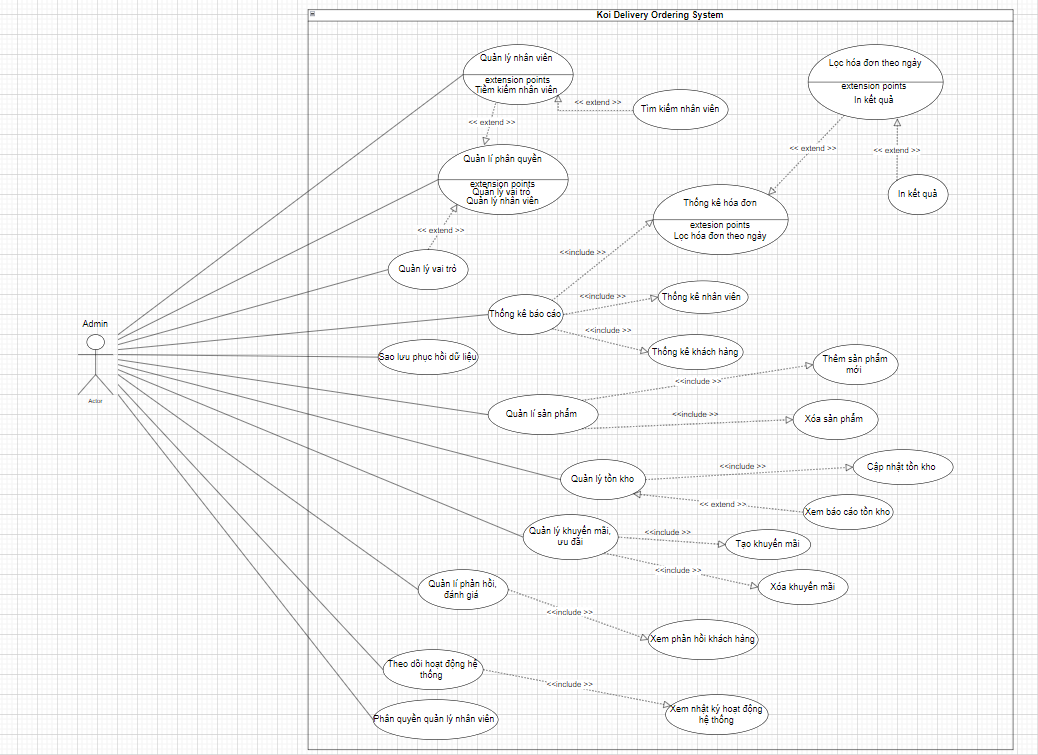 Koi Delivery Ordering System
Quản lý nhân viên
extension points
Tiềm kiếm nhân viên
<< extend >>
Tìm kiếm nhân viên
<< extend >>
Lọc hóa đơn theo ngày
extension points
In kết quả
<< extend >>
<< extend >>
In kết quả
Quản lí phân quyền
extension points
Quản lý vai trò
Quản lý nhân viên
<< extend >>
Quản lý vai trò
Thống kê hóa đơn
extesion points
Lọc hóa đơn theo ngày
<<include >>
Thống kê báo cáo
<<include >>
Thống kê nhân viên
<<include >>
Thống kê khách hàng
Admin
Actor
Sao lưu phục hồi dữ liệu
Quản lí sản phẩm
<<include >>
Thêm sản phẩm
mới
<<include >>
Xóa sản phẩm
Quản lý tồn kho
<<include >>
Cập nhật tồn kho
<< extend >>
Xem báo cáo tồn kho
Quản lý khuyến mãi,
ưu đãi
<<include >>
Tạo khuyến mãi
<<include >>
Xóa khuyến mãi
Quản lí phản hồi,
đánh giá
<<include >>
Xem phản hồi khách hàng
Theo dõi hoạt động hệ
thống
<<include >>
Xem nhật ký hoạt động
hệ thống
Phân quyền quản lý nhân viên